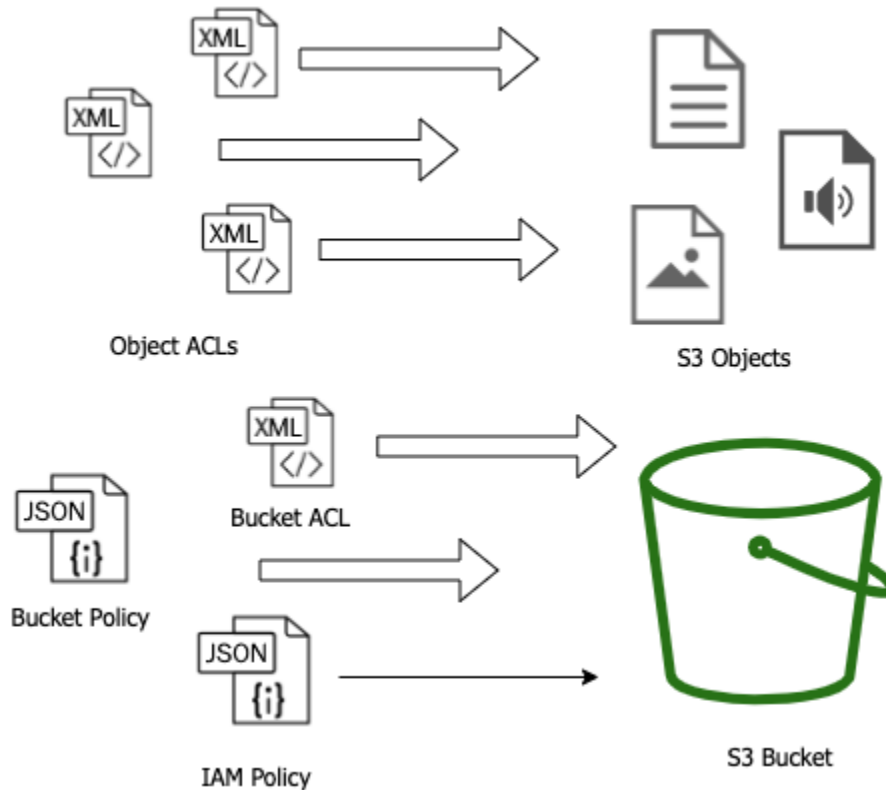 XML
</>
XML
</>
XML
</>
Object ACLs
S3 Objects
XML
</>
Bucket ACL
JSON
{i}
Bucket Policy
JSON
{i}
IAM Policy
S3 Bucket